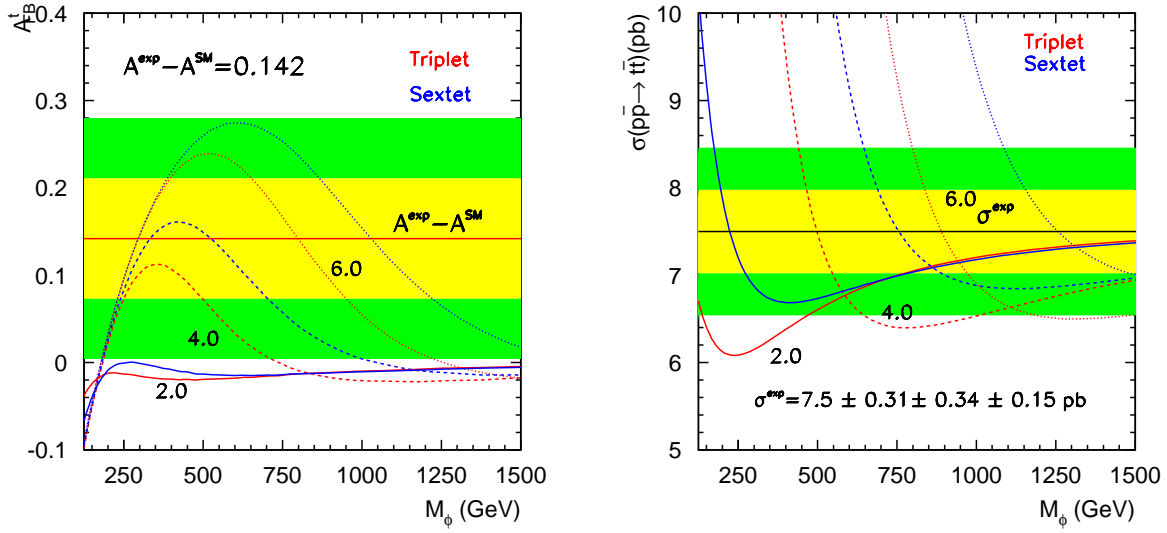 A^t_FB
0.4
0.3
0.2
0.1
0
-0.1
A^exp−A^SM=0.142
Triplet
Sextet
A^exp−A^SM
6.0
4.0
2.0
250 500 750 1000 1250 1500
M_ϕ (GeV)
σ(pp̄→ tt̄)(pb)
10
9
8
7
6
5
Triplet
Sextet
6.0
σ^exp
4.0
2.0
σ^exp=7.5 ± 0.31± 0.34 ± 0.15 pb
250 500 750 1000 1250 1500
M_ϕ (GeV)